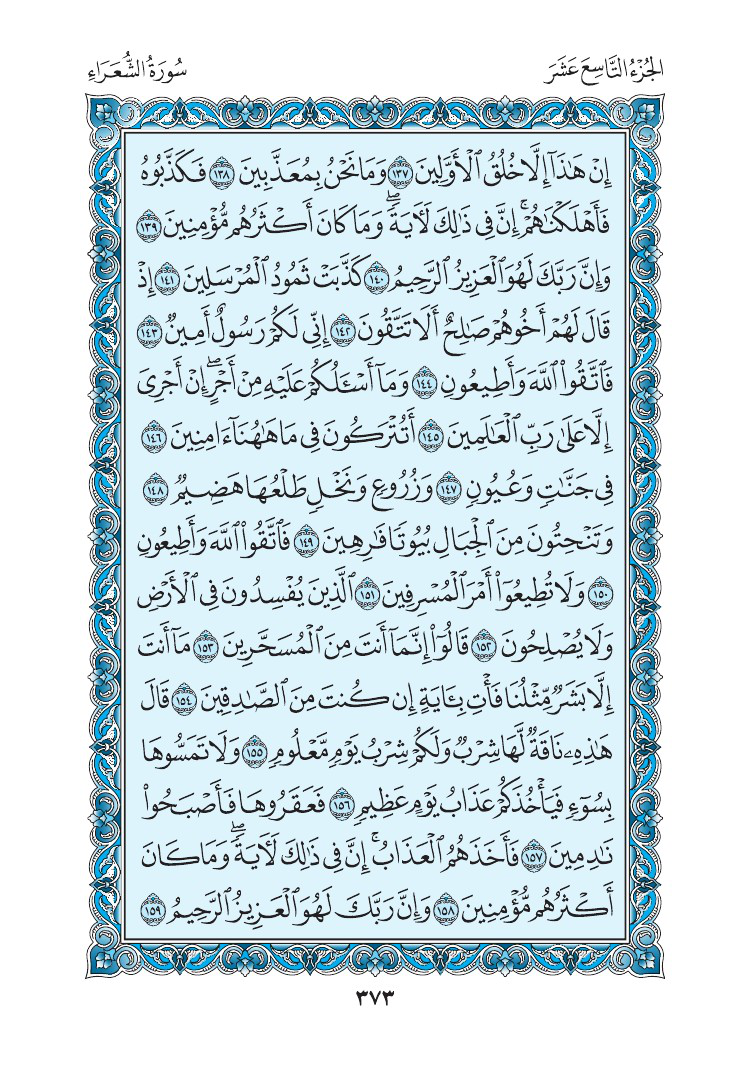 الجُزْءُ التَّاسِعَ عَشَرَ
سُورَةُ الشُّعَرَاءِ
إِنْ هَٰذَآ إِلَّا خُلُقُ ٱلْأَوَّلِينَ ١٣٧ وَمَا نَحْنُ بِمُعَذَّبِينَ ١٣٨ فَكَذَّبُوهُ
فَأَهْلَكْنَٰهُمْۚ إِنَّ فِى ذَٰلِكَ لَأٓيَةًۖ وَمَا كَانَ أَكْثَرُهُم مُّؤْمِنِينَ ١٣٩
وَإِنَّ رَبَّكَ لَهُوَ ٱلْعَزِيزُ ٱلرَّحِيمُ ١٤٠ كَذَّبَتْ ثَمُودُ ٱلْمُرْسَلِينَ ١٤١ إِذْ
قَالَ لَهُمْ أَخُوهُمْ صَٰلِحٌ أَلَا تَتَّقُونَ ١٤٢ إِنِّى لَكُمْ رَسُولٌ أَمِينٌ ١٤٣
فَٱتَّقُوا۟ ٱللَّهَ وَأَطِيعُونِ ١٤٤ وَمَآ أَسْـَٔلُكُمْ عَلَيْهِ مِنْ أَجْرٍۖ إِنْ أَجْرِىَ
إِلَّا عَلَىٰ رَبِّ ٱلْعَٰلَمِينَ ١٤٥ أَتُتْرَكُونَ فِى مَا هَٰهُنَآ ءَامِنِينَ ١٤٦
فِى جَنَّٰتٍ وَعُيُونٍ ١٤٧ وَزُرُوعٍ وَنَخْلٍ طَلْعُهَا هَضِيمٌ ١٤٨
وَتَنْحِتُونَ مِنَ ٱلْجِبَالِ بُيُوتًا فَٰرِهِينَ ١٤٩ فَٱتَّقُوا۟ ٱللَّهَ وَأَطِيعُونِ
١٥٠ وَلَا تُطِيعُوٓا۟ أَمْرَ ٱلْمُسْرِفِينَ ١٥١ ٱلَّذِينَ يُفْسِدُونَ فِى ٱلْأَرْضِ
وَلَا يُصْلِحُونَ ١٥٢ قَالُوٓا۟ إِنَّمَآ أَنتَ مِنَ ٱلْمُسَحَّرِينَ ١٥٣ مَآ أَنتَ
إِلَّا بَشَرٌ مِّثْلُنَا فَأْتِ بِـَٔايَةٍ إِن كُنتَ مِنَ ٱلصَّٰدِقِينَ ١٥٤ قَالَ
هَٰذِهِۦ نَاقَةٌ لَّهَا شِرْبٌ وَلَكُمْ شِرْبُ يَوْمٍ مَّعْلُومٍ ١٥٥ وَلَا تَمَسُّوهَا
بِسُوٓءٍ فَيَأْخُذَكُمْ عَذَابُ يَوْمٍ عَظِيمٍ ١٥٦ فَعَقَرُوهَا فَأَصْبَحُوا۟
نَٰدِمِينَ ١٥٧ فَأَخَذَهُمُ ٱلْعَذَابُۚ إِنَّ فِى ذَٰلِكَ لَأٓيَةًۖ وَمَا كَانَ
أَكْثَرُهُم مُّؤْمِنِينَ ١٥٨ وَإِنَّ رَبَّكَ لَهُوَ ٱلْعَزِيزُ ٱلرَّحِيمُ ١٥٩
٣٧٣